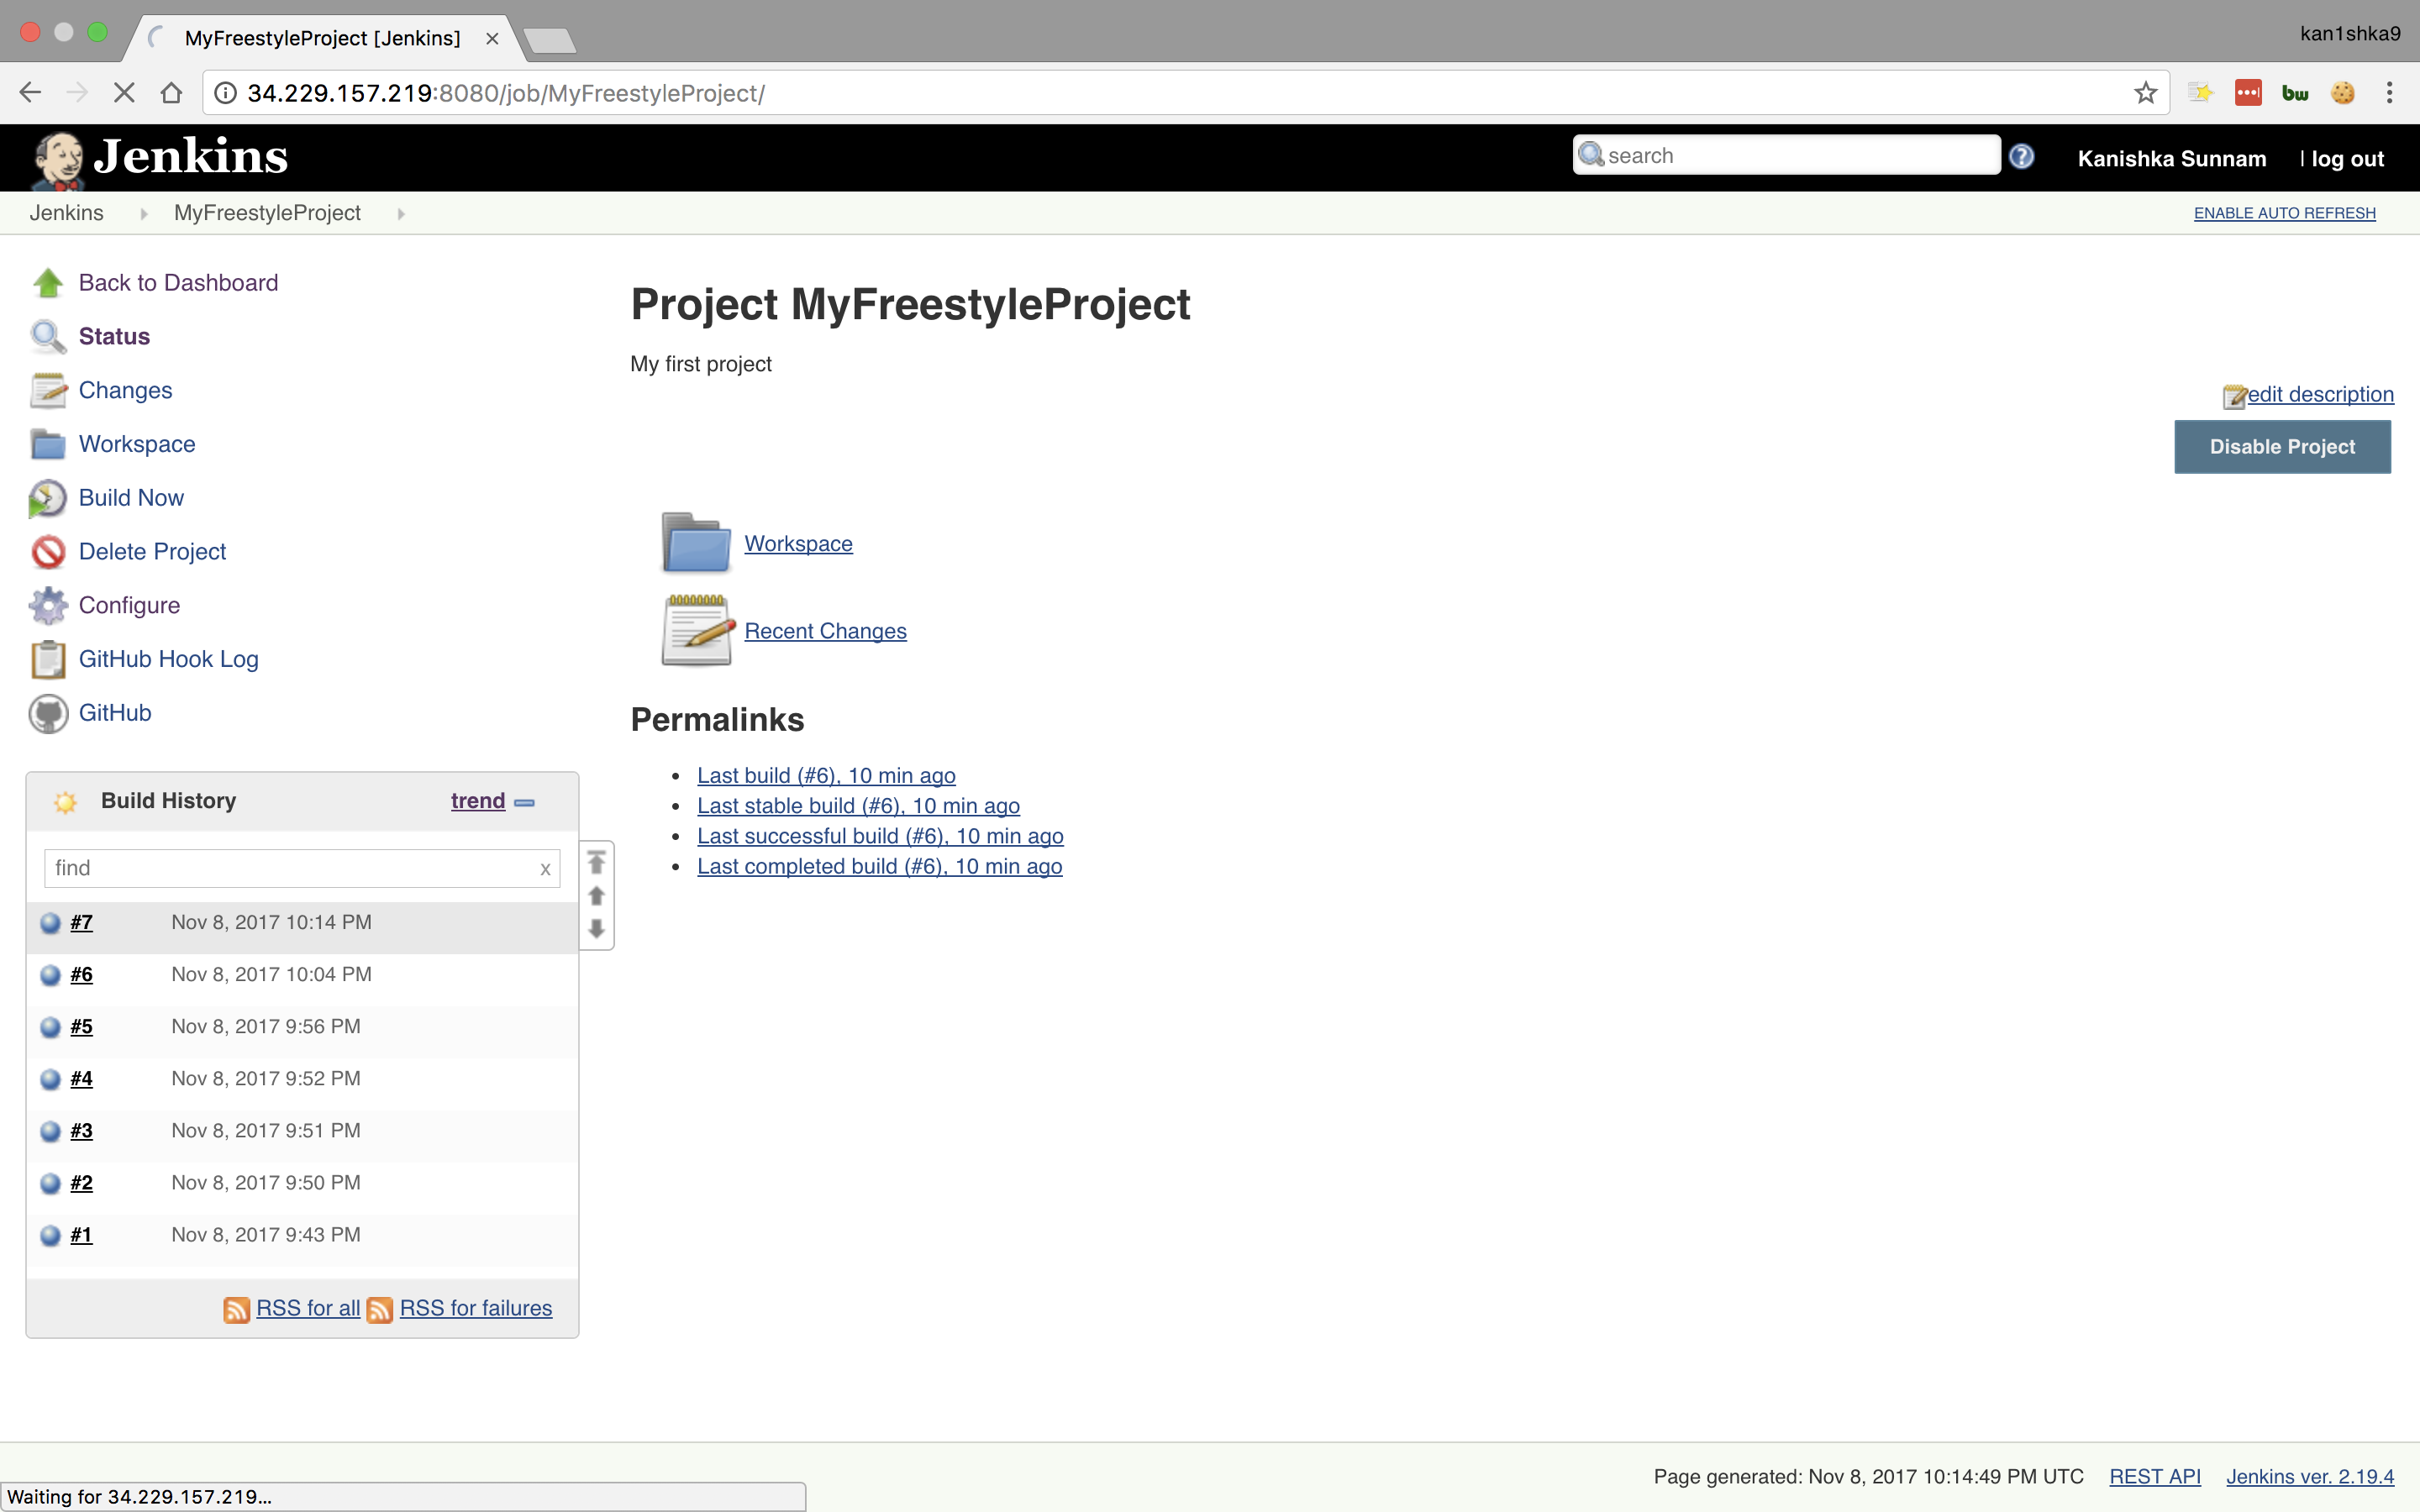 MyFreestyleProject [Jenkins]
kan1shka9
34.229.157.219:8080/job/MyFreestyleProject/
bw
Jenkins
search
Kanishka Sunnam | log out
Jenkins MyFreestyleProject
ENABLE AUTO REFRESH
Back to Dashboard
Status
Changes
Workspace
Build Now
Delete Project
Configure
GitHub Hook Log
GitHub
Project MyFreestyleProject
My first project
edit description
Disable Project
Workspace
Recent Changes
Permalinks
Last build (#6), 10 min ago
Last stable build (#6), 10 min ago
Last successful build (#6), 10 min ago
Last completed build (#6), 10 min ago
Build History trend
find x
#7 Nov 8, 2017 10:14 PM
#6 Nov 8, 2017 10:04 PM
#5 Nov 8, 2017 9:56 PM
#4 Nov 8, 2017 9:52 PM
#3 Nov 8, 2017 9:51 PM
#2 Nov 8, 2017 9:50 PM
#1 Nov 8, 2017 9:43 PM
RSS for all RSS for failures
Page generated: Nov 8, 2017 10:14:49 PM UTC REST API Jenkins ver. 2.19.4
Waiting for 34.229.157.219...